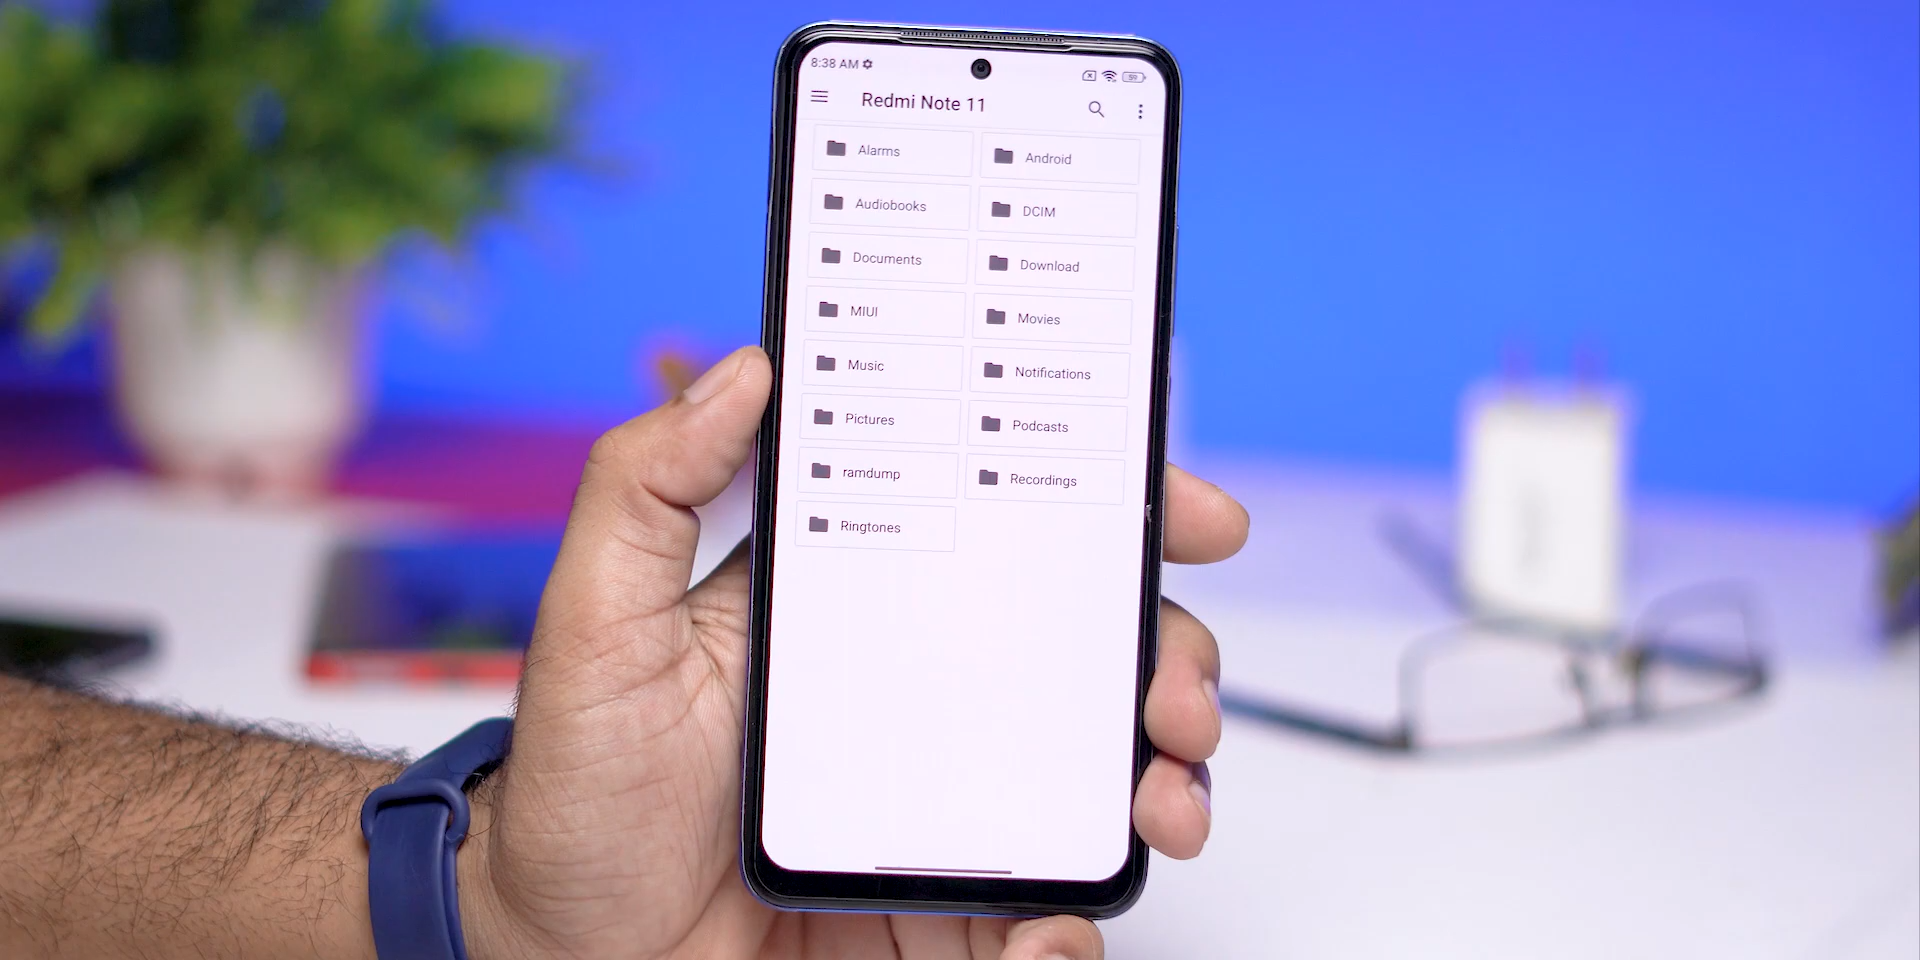 8:38 AM
59
Redmi Note 11
Alarms
Android
Audiobooks
DCIM
Documents
Download
MIUI
Movies
Music
Notifications
Pictures
Podcasts
ramdump
Recordings
Ringtones